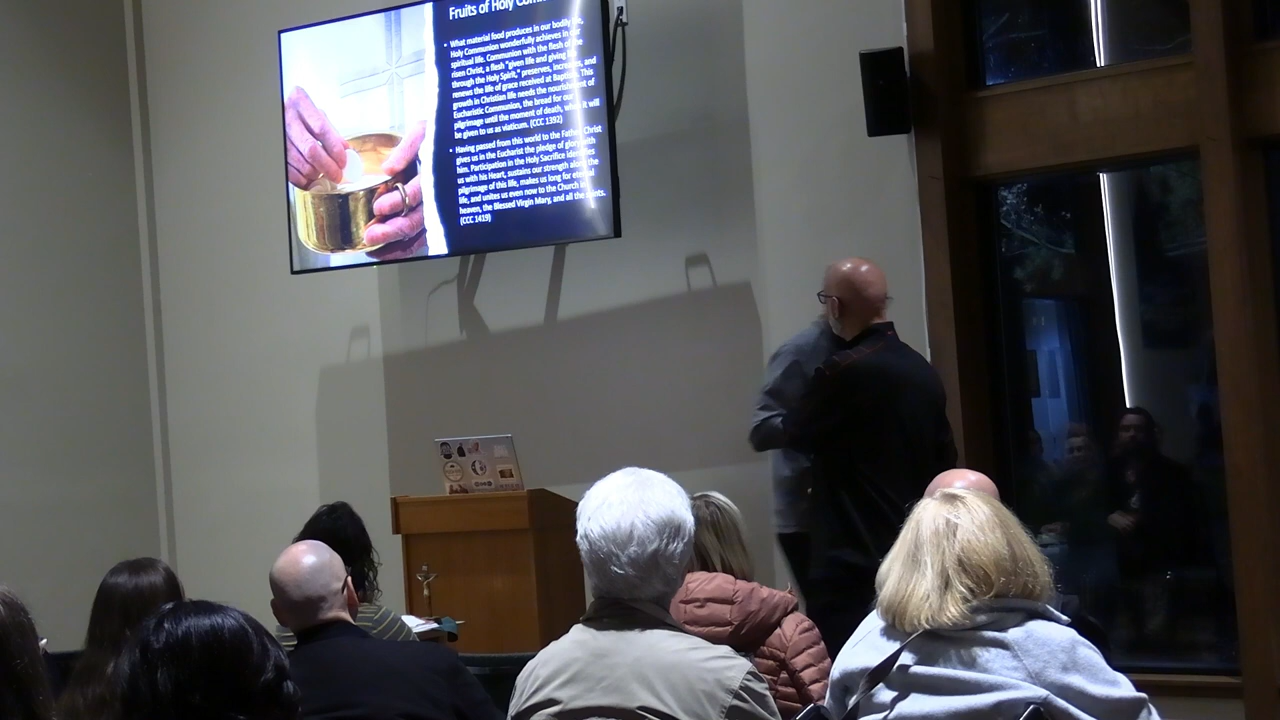 Fruits of Holy
• What material food produces in our bodily life,
Holy Communion wonderfully achieves in our
spiritual life. Communion with the flesh of the
risen Christ, a flesh "given life and giving life
through the Holy Spirit," preserves, increases, and
renews the life of grace received at Baptism. This
growth in Christian life needs the nourishment of
Eucharistic Communion, the bread for our
pilgrimage until the moment of death, when it will
be given to us as viaticum. (CCC 1392)
• Having passed from this world to the Father, Christ
gives us in the Eucharist the pledge of glory with
him. Participation in the Holy Sacrifice identifies
us with his Heart, sustains our strength along the
pilgrimage of this life, makes us long for eternal
life, and unites us even now to the Church in
heaven, the Blessed Virgin Mary, and all the saints.
(CCC 1419)